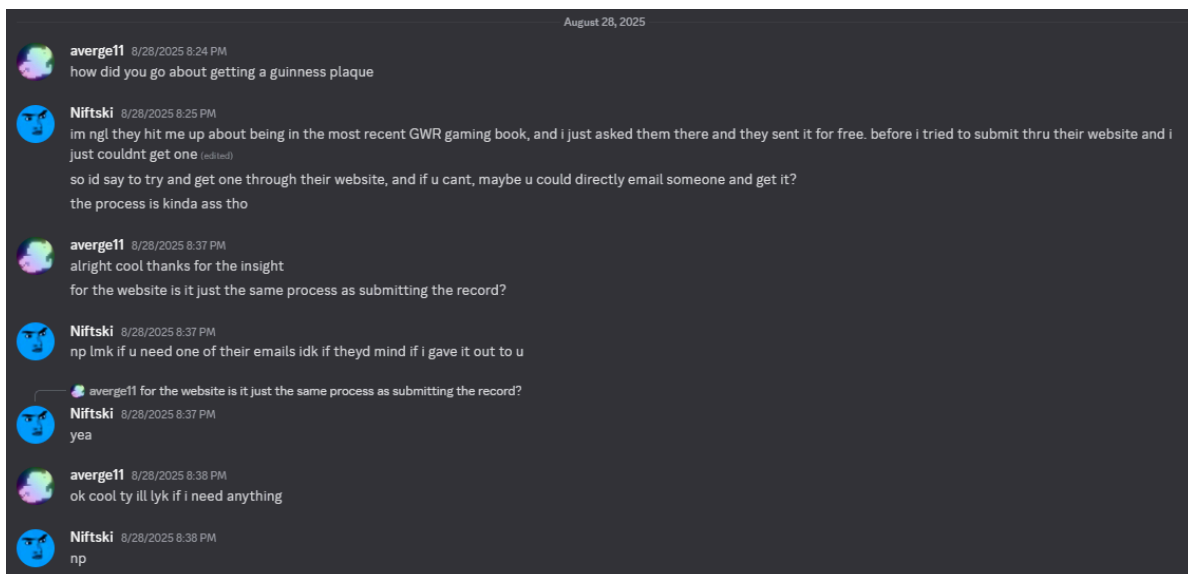 August 28, 2025
averge11 8/28/2025 8:24 PM
how did you go about getting a guinness plaque
Niftski 8/28/2025 8:25 PM
im ngl they hit me up about being in the most recent GWR gaming book, and i just asked them there and they sent it for free. before i tried to submit thru their website and i
just couldnt get one (edited)
so id say to try and get one through their website, and if u cant, maybe u could directly email someone and get it?
the process is kinda ass tho
averge11 8/28/2025 8:37 PM
alright cool thanks for the insight
for the website is it just the same process as submitting the record?
Niftski 8/28/2025 8:37 PM
np lmk if u need one of their emails idk if theyd mind if i gave it out to u
averge11 for the website is it just the same process as submitting the record?
Niftski 8/28/2025 8:37 PM
yea
averge11 8/28/2025 8:38 PM
ok cool ty ill lyk if i need anything
Niftski 8/28/2025 8:38 PM
np